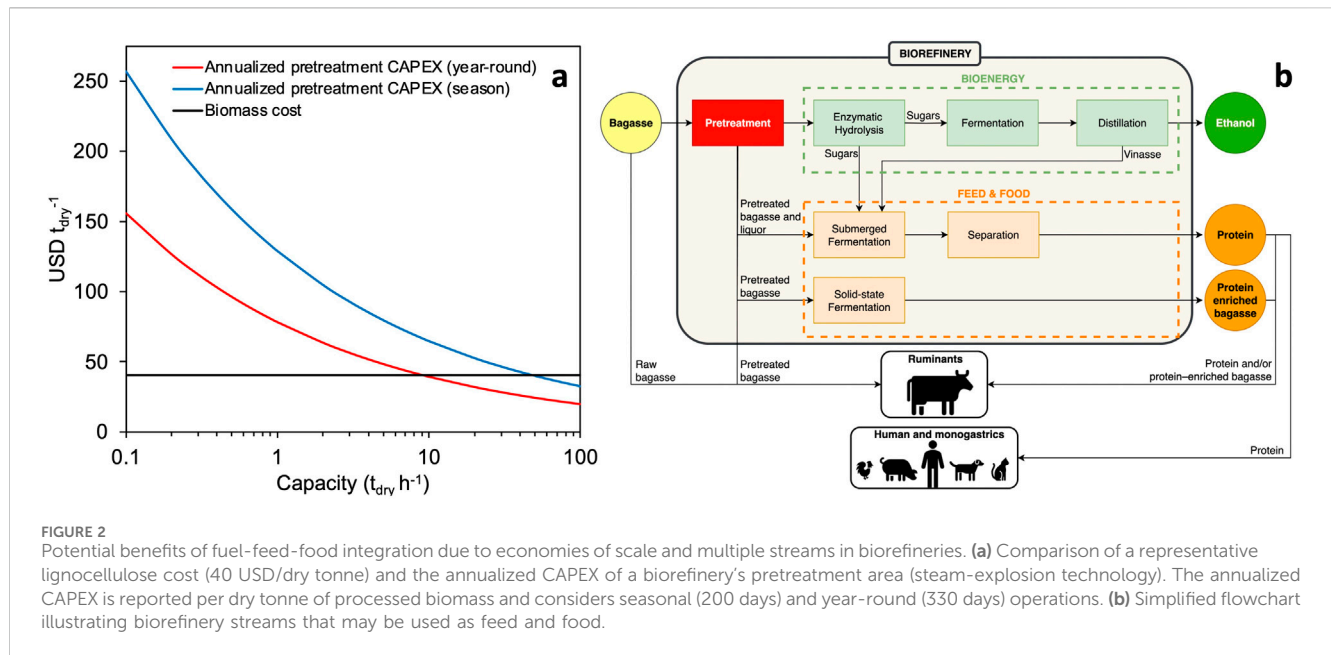 Annualized pretreatment CAPEX (year-round)
Annualized pretreatment CAPEX (season)
Biomass cost
a
USD t_dry^-1
250
200
150
100
50
0
0.1
1
10
100
Capacity (t_dry h^-1)
b
BIOREFINERY
BIOENERGY
Bagasse
Pretreatment
Enzymatic
Hydrolysis
Sugars
Fermentation
Distillation
Ethanol
Sugars
Vinasse
FEED & FOOD
Pretreated
bagasse and
liquor
Submerged
Fermentation
Separation
Protein
Pretreated
bagasse
Solid-state
Fermentation
Protein
enriched
bagasse
Raw
bagasse
Pretreated
bagasse
Ruminants
Protein and/or
protein–enriched bagasse
Human and monogastrics
Protein
FIGURE 2
Potential benefits of fuel-feed-food integration due to economies of scale and multiple streams in biorefineries. (a) Comparison of a representative
lignocellulose cost (40 USD/dry tonne) and the annualized CAPEX of a biorefinery's pretreatment area (steam-explosion technology). The annualized
CAPEX is reported per dry tonne of processed biomass and considers seasonal (200 days) and year-round (330 days) operations. (b) Simplified flowchart
illustrating biorefinery streams that may be used as feed and food.